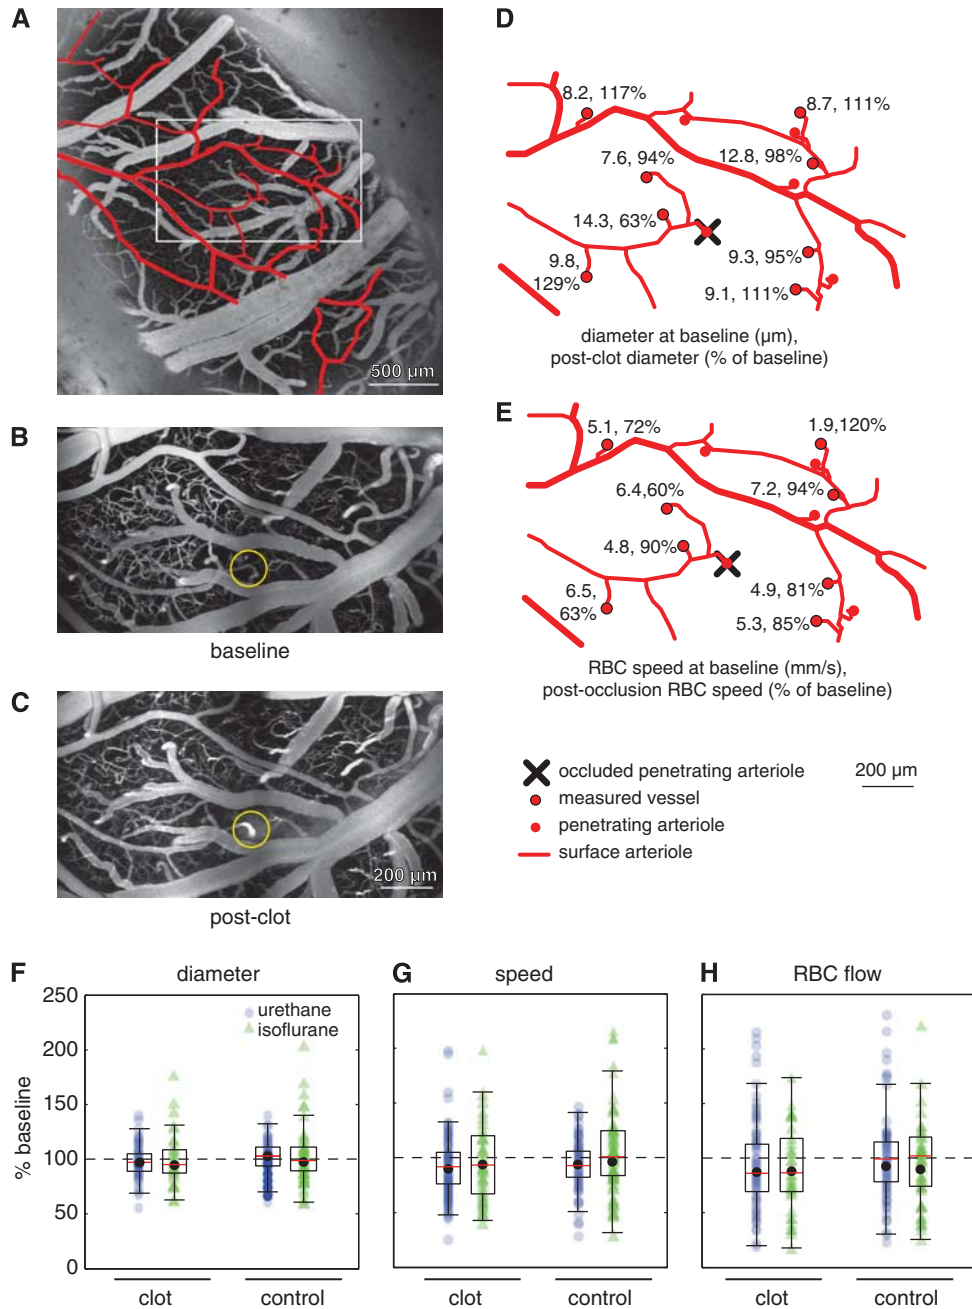 A
500 µm
B
baseline
C
200 µm
post-clot
D
8.2, 117%
8.7, 111%
7.6, 94%
12.8, 98%
14.3, 63%
9.8,
129%
9.3, 95%
9.1, 111%
diameter at baseline (µm),
post-clot diameter (% of baseline)
E
5.1, 72%
1.9,120%
6.4,60%
7.2, 94%
4.8, 90%
6.5,
63%
4.9, 81%
5.3, 85%
RBC speed at baseline (mm/s),
post-occlusion RBC speed (% of baseline)
occluded penetrating arteriole
measured vessel
penetrating arteriole
surface arteriole
200 µm
F
diameter
G
speed
H
RBC flow
250
200
150
100
50
0
% baseline
urethane
isoflurane
clot
control
clot
control
clot
control